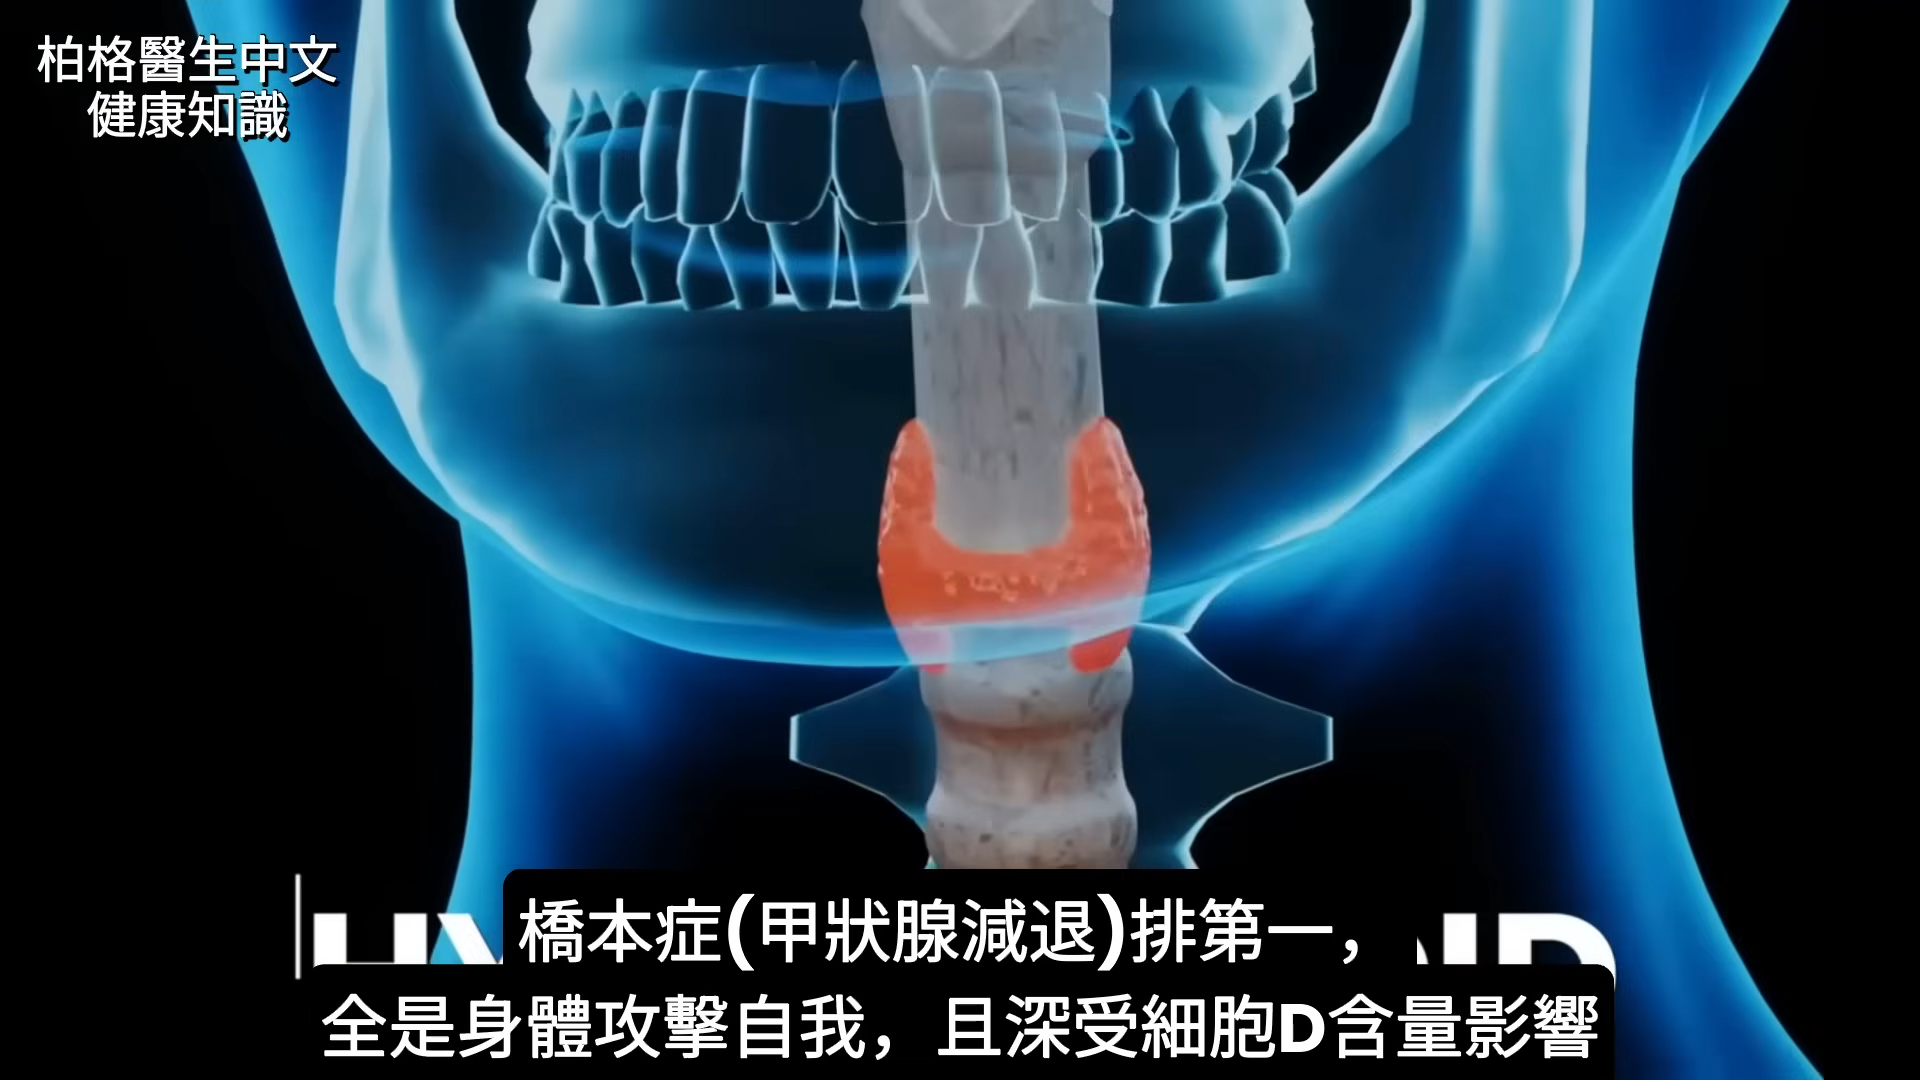 柏格醫生中文
健康知識
橋本症(甲狀腺減退)排第一，
全是身體攻擊自我，且深受細胞D含量影響